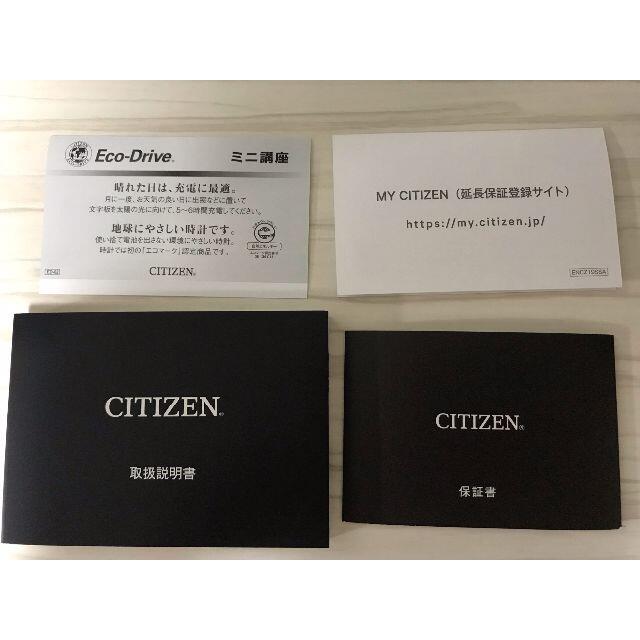 Eco-Drive® ミニ講座
晴れた日は、充電に最適。
月に一度、お天気の良い日に出窓などに置いて
文字板を太陽の光に向けて、5~6時間充電してください。
地球にやさしい時計です。
使い捨て電池を出さない環境にやさしい時計。
時計では初の「エコマーク」認定商品です。
CITIZEN®
MY CITIZEN(延長保証登録サイト)
https://my.citizen.jp/
CITIZEN®
取扱説明書
CITIZEN®
保証書